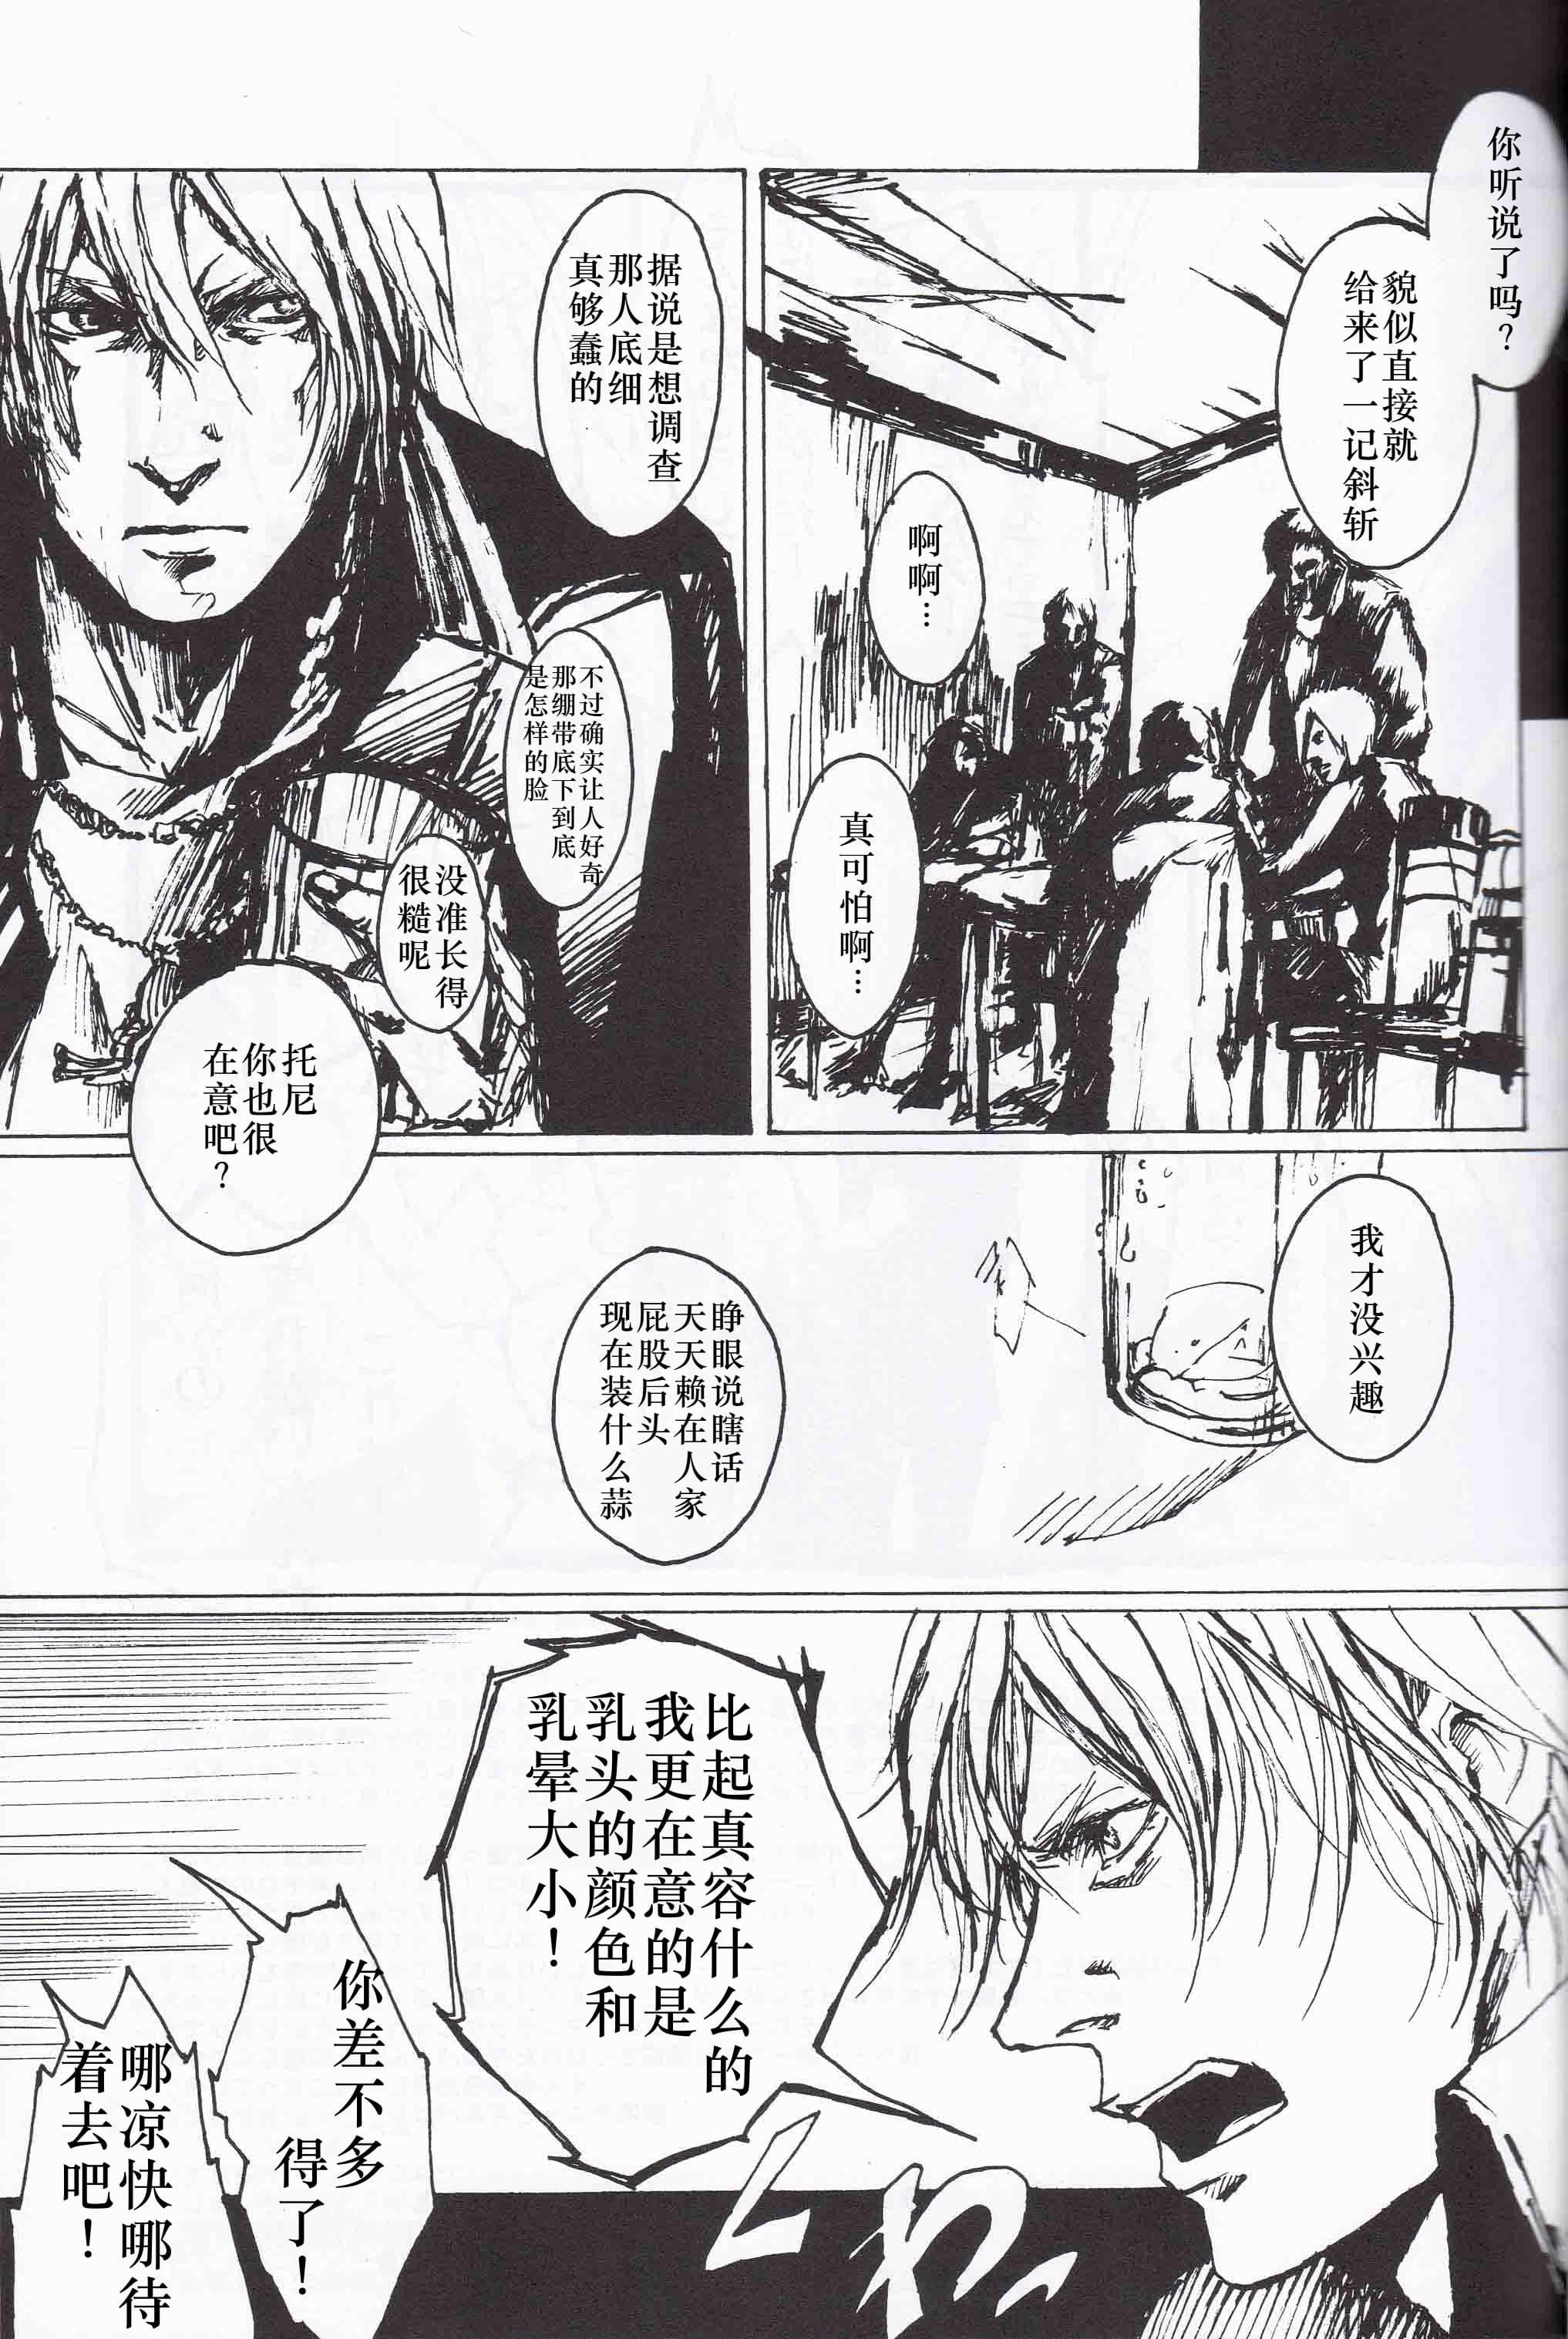 你听说了吗？
貌似直接就
给来了一记斜斩
啊啊…
真可怕啊…
据说是想调查
那人底细
真够蠢的
不过确实让人好奇
那绷带底下到底
是怎样的脸
没准长得
很糙呢
托尼
你也很
在意吧？
我才没兴趣
睁眼说瞎话
天天赖在人家
屁股后头
现在装什么蒜
比起真容什么的
我更在意的是
乳头的颜色和
乳晕大小！
你差不多
得了！
哪凉快哪待
着去吧！